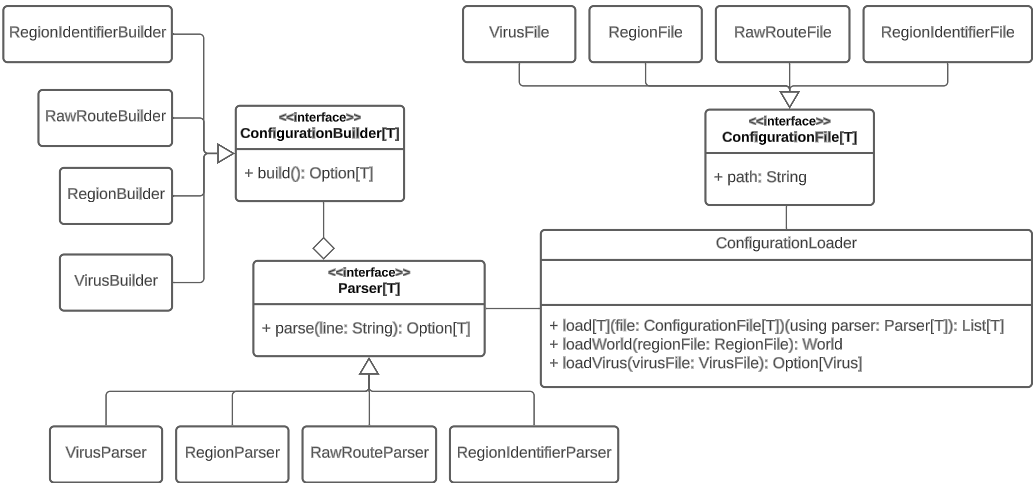 RegionIdentifierBuilder
RawRouteBuilder
RegionBuilder
VirusBuilder
<<interface>>
ConfigurationBuilder[T]
+ build(): Option[T]
VirusFile
RegionFile
RawRouteFile
RegionIdentifierFile
<<interface>>
ConfigurationFile[T]
+ path: String
<<interface>>
Parser[T]
+ parse(line: String): Option[T]
ConfigurationLoader
+ load[T](file: ConfigurationFile[T])(using parser: Parser[T]): List[T]
+ loadWorld(regionFile: RegionFile): World
+ loadVirus(virusFile: VirusFile): Option[Virus]
VirusParser
RegionParser
RawRouteParser
RegionIdentifierParser